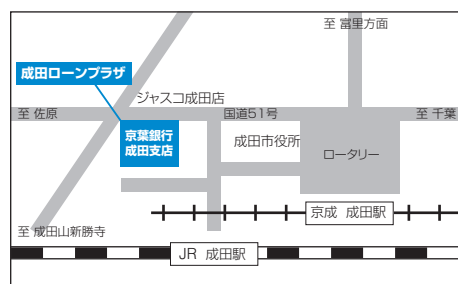 至 富里方面
成田ローンプラザ
ジャスコ成田店
至 佐原
国道51号
至 千葉
京葉銀行
成田支店
成田市役所
ロータリー
京成 成田駅
至 成田山新勝寺
JR 成田駅